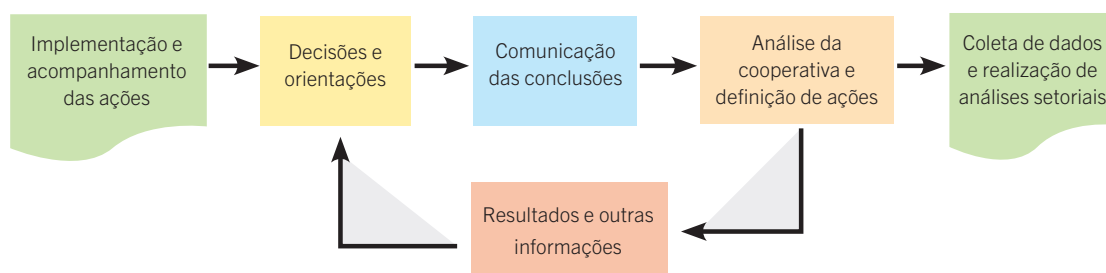 Implementação e
acompanhamento
das ações
Decisões e
orientações
Comunicação
das conclusões
Análise da
cooperativa e
definição de ações
Coleta de dados
e realização de
análises setoriais
Resultados e outras
informações